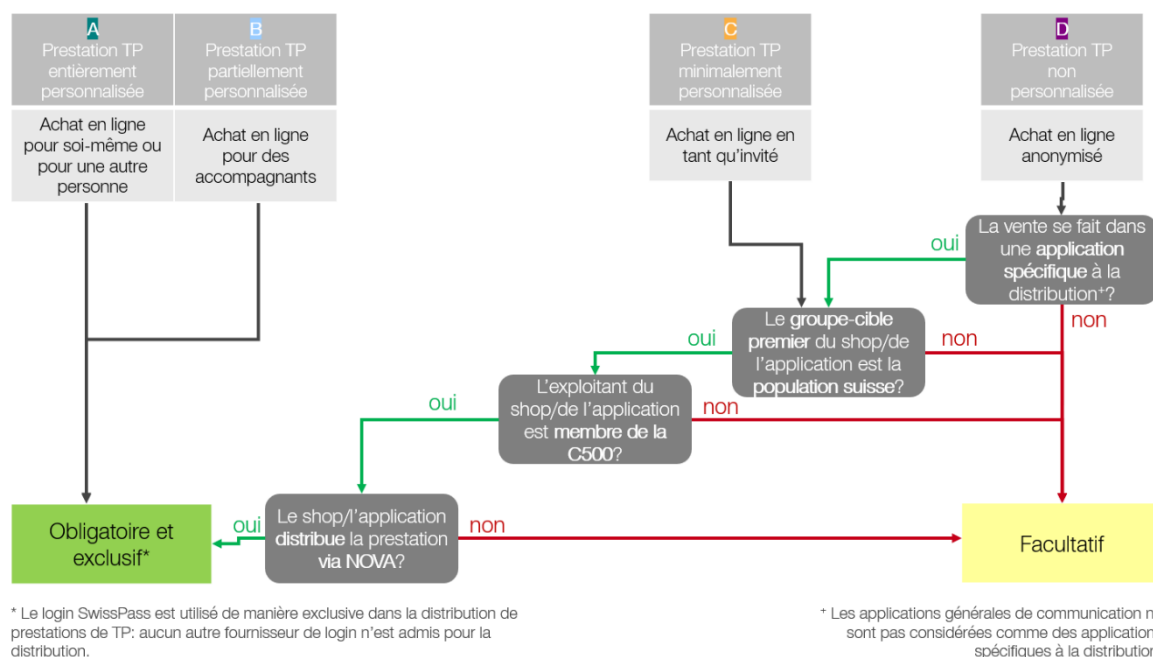 A
Prestation TP
entièrement
personnalisée
B
Prestation TP
partiellement
personnalisée
C
Prestation TP
minimalement
personnalisée
D
Prestation TP
non
personnalisée
Achat en ligne
pour soi-même ou
pour une autre
personne
Achat en ligne
pour des
accompagnants
Achat en ligne en
tant qu'invité
Achat en ligne
anonymisé
La vente se fait dans
une application
spécifique à la
distribution⁺?
oui
non
Le groupe-cible
premier du shop/de
l'application est la
population suisse?
oui
non
L'exploitant du
shop/de l'application
est membre de la
C500?
oui
non
Le shop/l'application
distribue la prestation
via NOVA?
oui
non
Obligatoire et
exclusif*
Facultatif
* Le login SwissPass est utilisé de manière exclusive dans la distribution de
prestations de TP: aucun autre fournisseur de login n'est admis pour la
distribution.
⁺ Les applications générales de communication n
sont pas considérées comme des application
spécifiques à la distribution